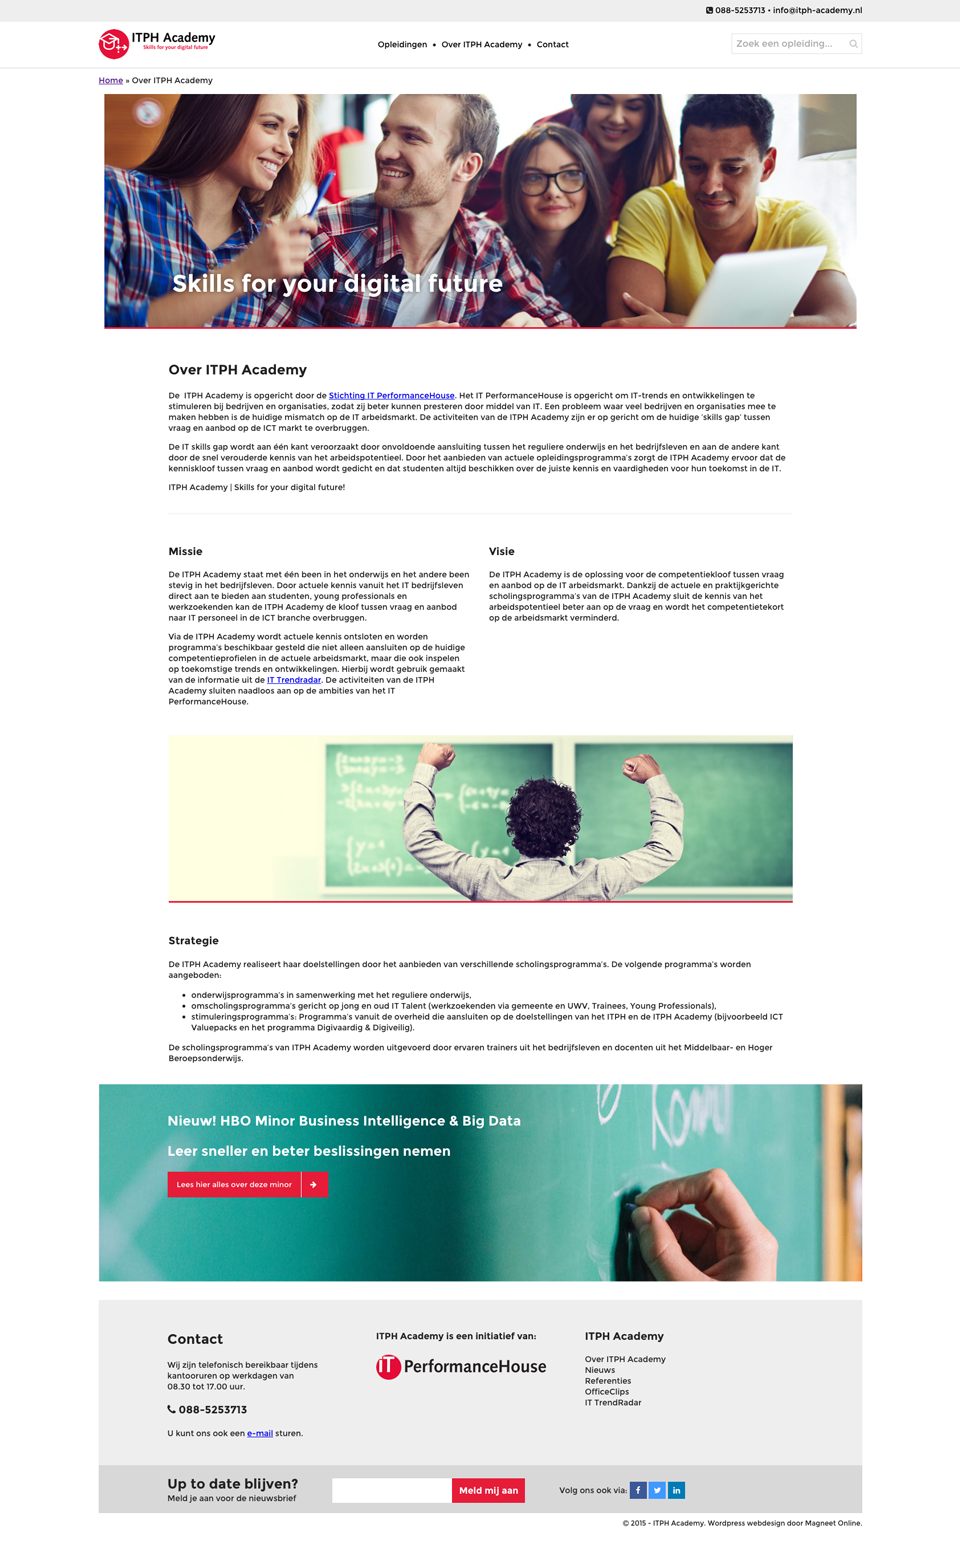 088-5253713 • info@itph-academy.nl
ITPH Academy
Skills for your digital future
Opleidingen • Over ITPH Academy • Contact
Zoek een opleiding...
Home » Over ITPH Academy
Skills for your digital future
Over ITPH Academy
De ITPH Academy is opgericht door de Stichting IT PerformanceHouse. Het IT PerformanceHouse is opgericht om IT-trends en ontwikkelingen te
stimuleren bij bedrijven en organisaties, zodat zij beter kunnen presteren door middel van IT. Een probleem waar veel bedrijven en organisaties mee te
maken hebben is de huidige mismatch op de IT arbeidsmarkt. De activiteiten van de ITPH Academy zijn er op gericht om de huidige 'skills gap' tussen
vraag en aanbod op de ICT markt te overbruggen.
De IT skills gap wordt aan één kant veroorzaakt door onvoldoende aansluiting tussen het reguliere onderwijs en het bedrijfsleven en aan de andere kant
door de snel verouderde kennis van het arbeidspotentieel. Door het aanbieden van actuele opleidingsprogramma's zorgt de ITPH Academy ervoor dat de
kenniskloof tussen vraag en aanbod wordt gedicht en dat studenten altijd beschikken over de juiste kennis en vaardigheden voor hun toekomst in de IT.
ITPH Academy | Skills for your digital future!
Missie
De ITPH Academy staat met één been in het onderwijs en het andere been
stevig in het bedrijfsleven. Door actuele kennis vanuit het IT bedrijfsleven
direct aan te bieden aan studenten, young professionals en
werkzoekenden kan de ITPH Academy de kloof tussen vraag en aanbod
naar IT personeel in de ICT branche overbruggen.
Via de ITPH Academy wordt actuele kennis ontsloten en worden
programma's beschikbaar gesteld die niet alleen aansluiten op de huidige
competentieprofielen in de actuele arbeidsmarkt, maar die ook inspelen
op toekomstige trends en ontwikkelingen. Hierbij wordt gebruik gemaakt
van de informatie uit de IT Trendradar. De activiteiten van de ITPH
Academy sluiten naadloos aan op de ambities van het IT
PerformanceHouse.
Visie
De ITPH Academy is de oplossing voor de competentiekloof tussen vraag
en aanbod op de IT arbeidsmarkt. Dankzij de actuele en praktijkgerichte
scholingsprogramma's van de ITPH Academy sluit de kennis van het
arbeidspotentieel beter aan op de vraag en wordt het competentietekort
op de arbeidsmarkt verminderd.
Strategie
De ITPH Academy realiseert haar doelstellingen door het aanbieden van verschillende scholingsprogramma's. De volgende programma's worden
aangeboden:
• onderwijsprogramma's in samenwerking met het reguliere onderwijs,
• omscholingsprogramma's gericht op jong en oud IT Talent (werkzoekenden via gemeente en UWV, Trainees, Young Professionals),
• stimuleringsprogramma's: Programma's vanuit de overheid die aansluiten op de doelstellingen van het ITPH en de ITPH Academy (bijvoorbeeld ICT
Valuepacks en het programma Digivaardig & Digiveilig).
De scholingsprogramma's van ITPH Academy worden uitgevoerd door ervaren trainers uit het bedrijfsleven en docenten uit het Middelbaar- en Hoger
Beroepsonderwijs.
Nieuw! HBO Minor Business Intelligence & Big Data
Leer sneller en beter beslissingen nemen
Lees hier alles over deze minor
Contact
Wij zijn telefonisch bereikbaar tijdens
kantooruren op werkdagen van
08.30 tot 17.00 uur.
088-5253713
U kunt ons ook een e-mail sturen.
ITPH Academy is een initiatief van:
IT PerformanceHouse
ITPH Academy
Over ITPH Academy
Nieuws
Referenties
OfficeClips
IT TrendRadar
Up to date blijven?
Meld je aan voor de nieuwsbrief
Meld mij aan
Volg ons ook via:
© 2015 - ITPH Academy. Wordpress webdesign door Magneet Online.